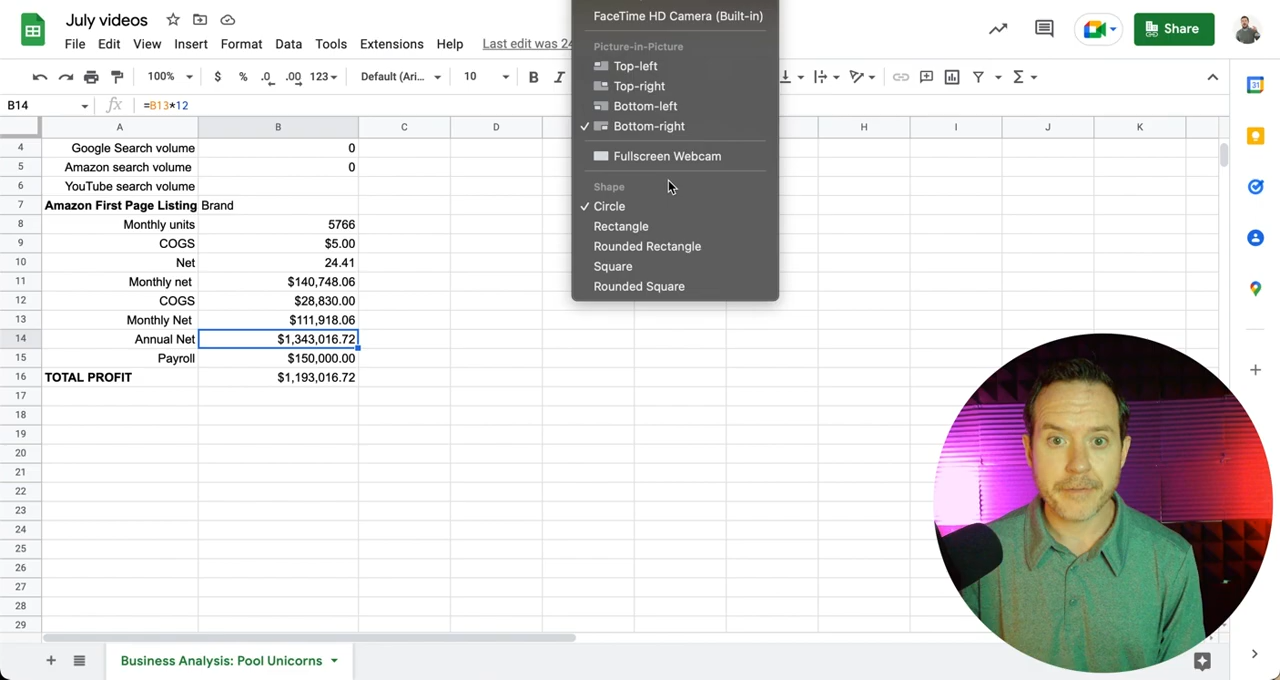 July videos
File Edit View Insert Format Data Tools Extensions Help Last edit was 24
Share
100% $ % .0 .00 123 Default (Ari... 10 B I
B14 fx =B13*12
A B C D H I J K
4 Google Search volume 0
5 Amazon search volume 0
6 YouTube search volume
7 Amazon First Page Listing Brand
8 Monthly units 5766
9 COGS $5.00
10 Net 24.41
11 Monthly net $140,748.06
12 COGS $28,830.00
13 Monthly Net $111,918.06
14 Annual Net $1,343,016.72
15 Payroll $150,000.00
16 TOTAL PROFIT $1,193,016.72
17
18
19
20
21
22
23
24
25
26
27
28
29
FaceTime HD Camera (Built-in)
Picture-in-Picture
Top-left
Top-right
Bottom-left
Bottom-right
Fullscreen Webcam
Shape
Circle
Rectangle
Rounded Rectangle
Square
Rounded Square
31
Business Analysis: Pool Unicorns